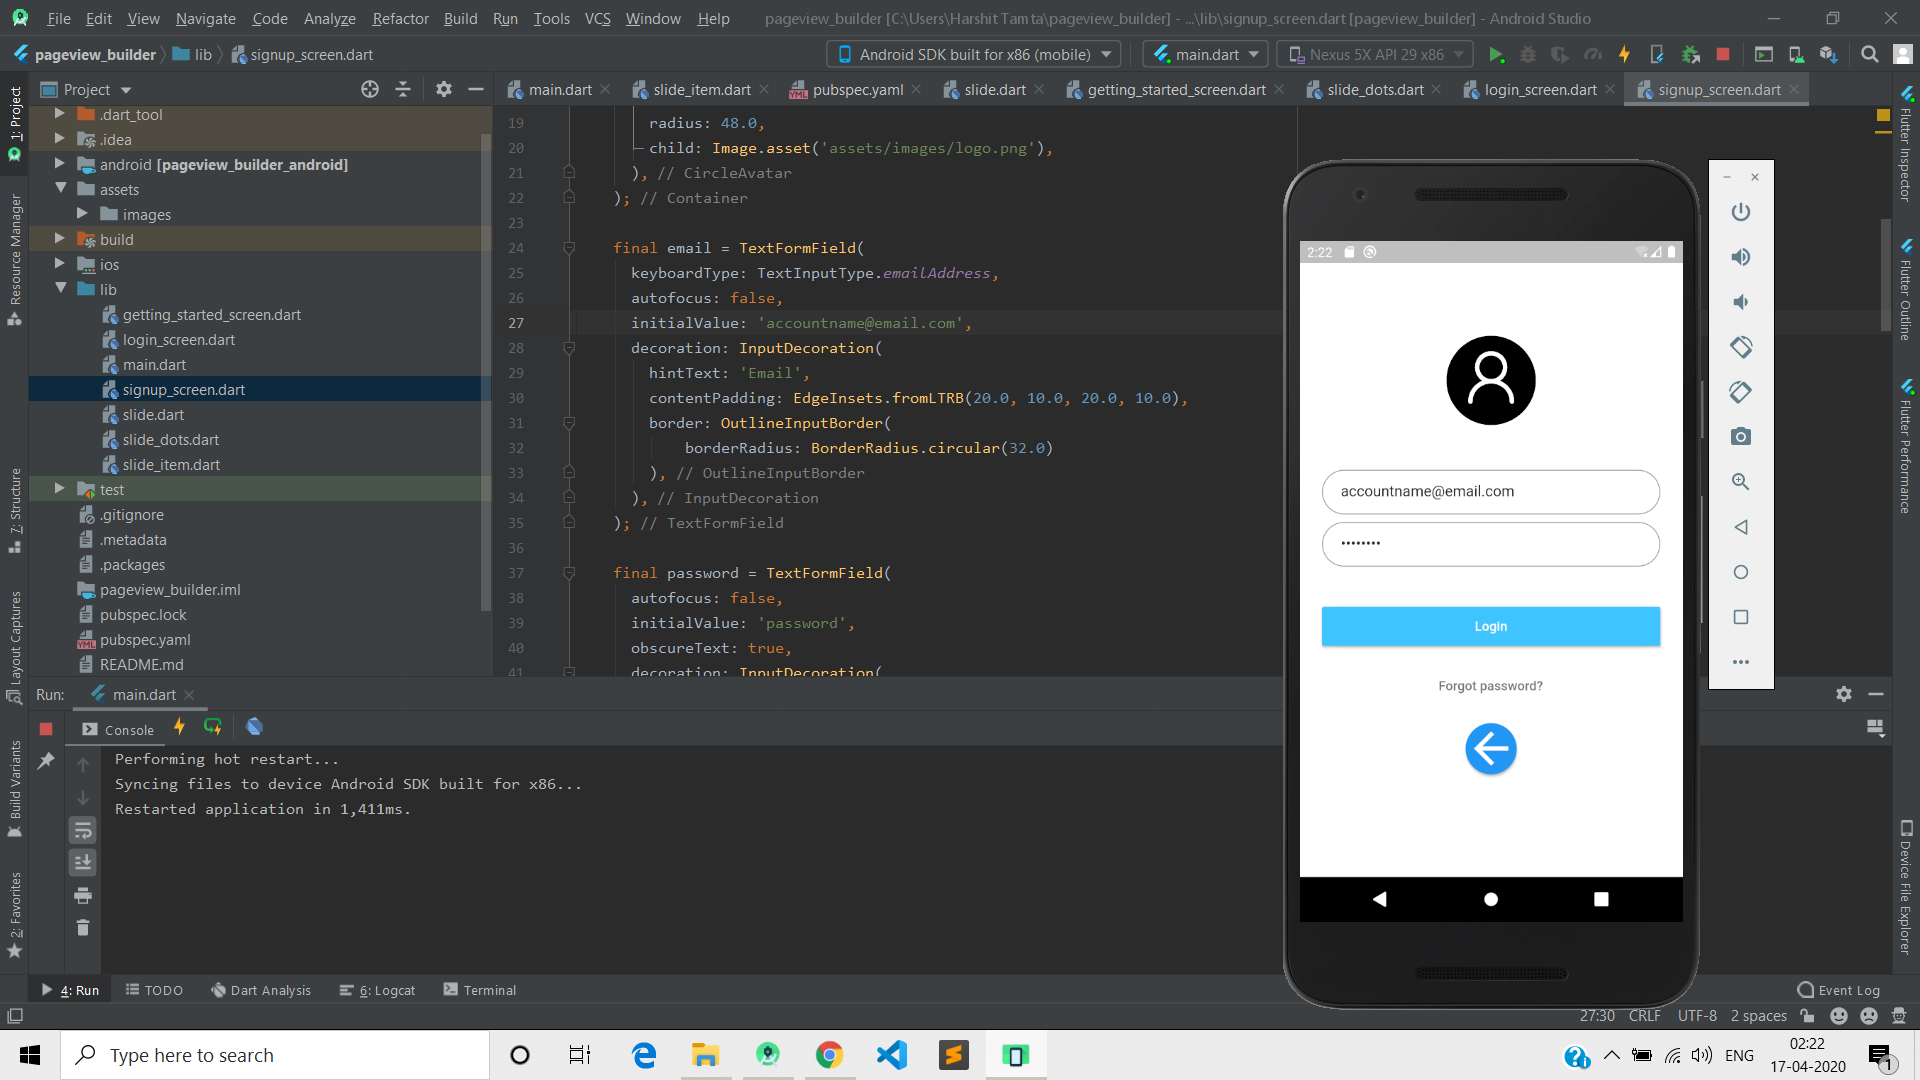 File Edit View Navigate Code Analyze Refactor Build Run Tools VCS Window Help pageview_builder [C:\Users\Harshit Tamta\pageview_builder] - ...\lib\signup_screen.dart [pageview_builder] - Android Studio
pageview_builder lib signup_screen.dart Android SDK built for x86 (mobile) main.dart Nexus 5X API 29 x86
Project
main.dart slide_item.dart pubspec.yaml slide.dart getting_started_screen.dart slide_dots.dart login_screen.dart signup_screen.dart
1: Project
Resource Manager
7: Structure
Layout Captures
Build Variants
2: Favorites
.dart_tool
.idea
android [pageview_builder_android]
assets
images
build
ios
lib
getting_started_screen.dart
login_screen.dart
main.dart
signup_screen.dart
slide.dart
slide_dots.dart
slide_item.dart
test
.gitignore
.metadata
.packages
pageview_builder.iml
pubspec.lock
pubspec.yaml
README.md
19 radius: 48.0,
20 child: Image.asset('assets/images/logo.png'),
21 ), // CircleAvatar
22 ); // Container
23
24 final email = TextFormField(
25 keyboardType: TextInputType.emailAddress,
26 autofocus: false,
27 initialValue: 'accountname@email.com',
28 decoration: InputDecoration(
29 hintText: 'Email',
30 contentPadding: EdgeInsets.fromLTRB(20.0, 10.0, 20.0, 10.0),
31 border: OutlineInputBorder(
32 borderRadius: BorderRadius.circular(32.0)
33 ), // OutlineInputBorder
34 ), // InputDecoration
35 ); // TextFormField
36
37 final password = TextFormField(
38 autofocus: false,
39 initialValue: 'password',
40 obscureText: true,
41 decoration: InputDecoration(
2:22
accountname@email.com
••••••••
Login
Forgot password?
Flutter Inspector
Flutter Outline
Flutter Performance
Device File Explorer
Run: main.dart
Console
Performing hot restart...
Syncing files to device Android SDK built for x86...
Restarted application in 1,411ms.
4: Run TODO Dart Analysis 6: Logcat Terminal Event Log
27:30 CRLF UTF-8 2 spaces
Type here to search
ENG
02:22
17-04-2020
1